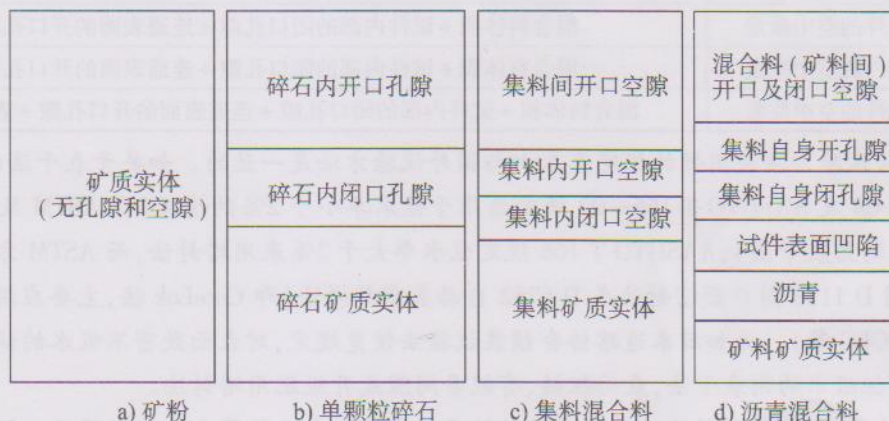 矿质实体
(无孔隙和空隙)
a) 矿粉
碎石内开口孔隙
碎石内闭口孔隙
碎石矿质实体
b) 单颗粒碎石
集料间开口空隙
集料内开口空隙
集料内闭口空隙
集料矿质实体
c) 集料混合料
混合料(矿料间)
开口及闭口空隙
集料自身开孔隙
集料自身闭孔隙
试件表面凹陷
沥青
矿料矿质实体
d) 沥青混合料